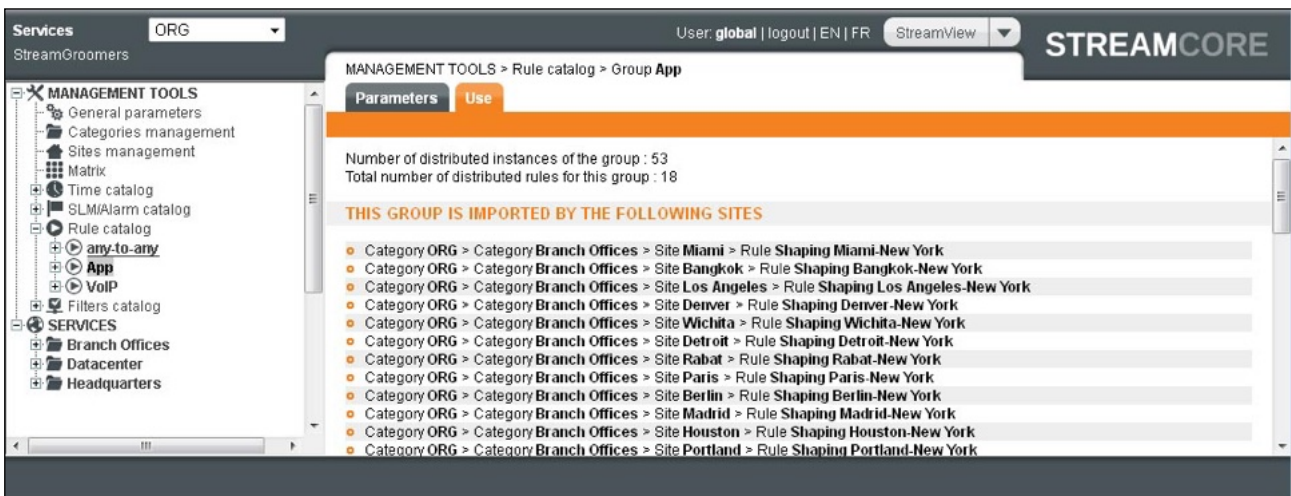 Services ORG
User: global | logout | EN | FR StreamView
STREAMCORE
StreamGroomers
MANAGEMENT TOOLS > Rule catalog > Group App
Parameters Use
MANAGEMENT TOOLS
General parameters
Categories management
Sites management
Matrix
Time catalog
SLM/Alarm catalog
Rule catalog
any-to-any
App
VoIP
Filters catalog
SERVICES
Branch Offices
Datacenter
Headquarters
Number of distributed instances of the group : 53
Total number of distributed rules for this group : 18
THIS GROUP IS IMPORTED BY THE FOLLOWING SITES
Category ORG > Category Branch Offices > Site Miami > Rule Shaping Miami-New York
Category ORG > Category Branch Offices > Site Bangkok > Rule Shaping Bangkok-New York
Category ORG > Category Branch Offices > Site Los Angeles > Rule Shaping Los Angeles-New York
Category ORG > Category Branch Offices > Site Denver > Rule Shaping Denver-New York
Category ORG > Category Branch Offices > Site Wichita > Rule Shaping Wichita-New York
Category ORG > Category Branch Offices > Site Detroit > Rule Shaping Detroit-New York
Category ORG > Category Branch Offices > Site Rabat > Rule Shaping Rabat-New York
Category ORG > Category Branch Offices > Site Paris > Rule Shaping Paris-New York
Category ORG > Category Branch Offices > Site Berlin > Rule Shaping Berlin-New York
Category ORG > Category Branch Offices > Site Madrid > Rule Shaping Madrid-New York
Category ORG > Category Branch Offices > Site Houston > Rule Shaping Houston-New York
Category ORG > Category Branch Offices > Site Portland > Rule Shaping Portland-New York